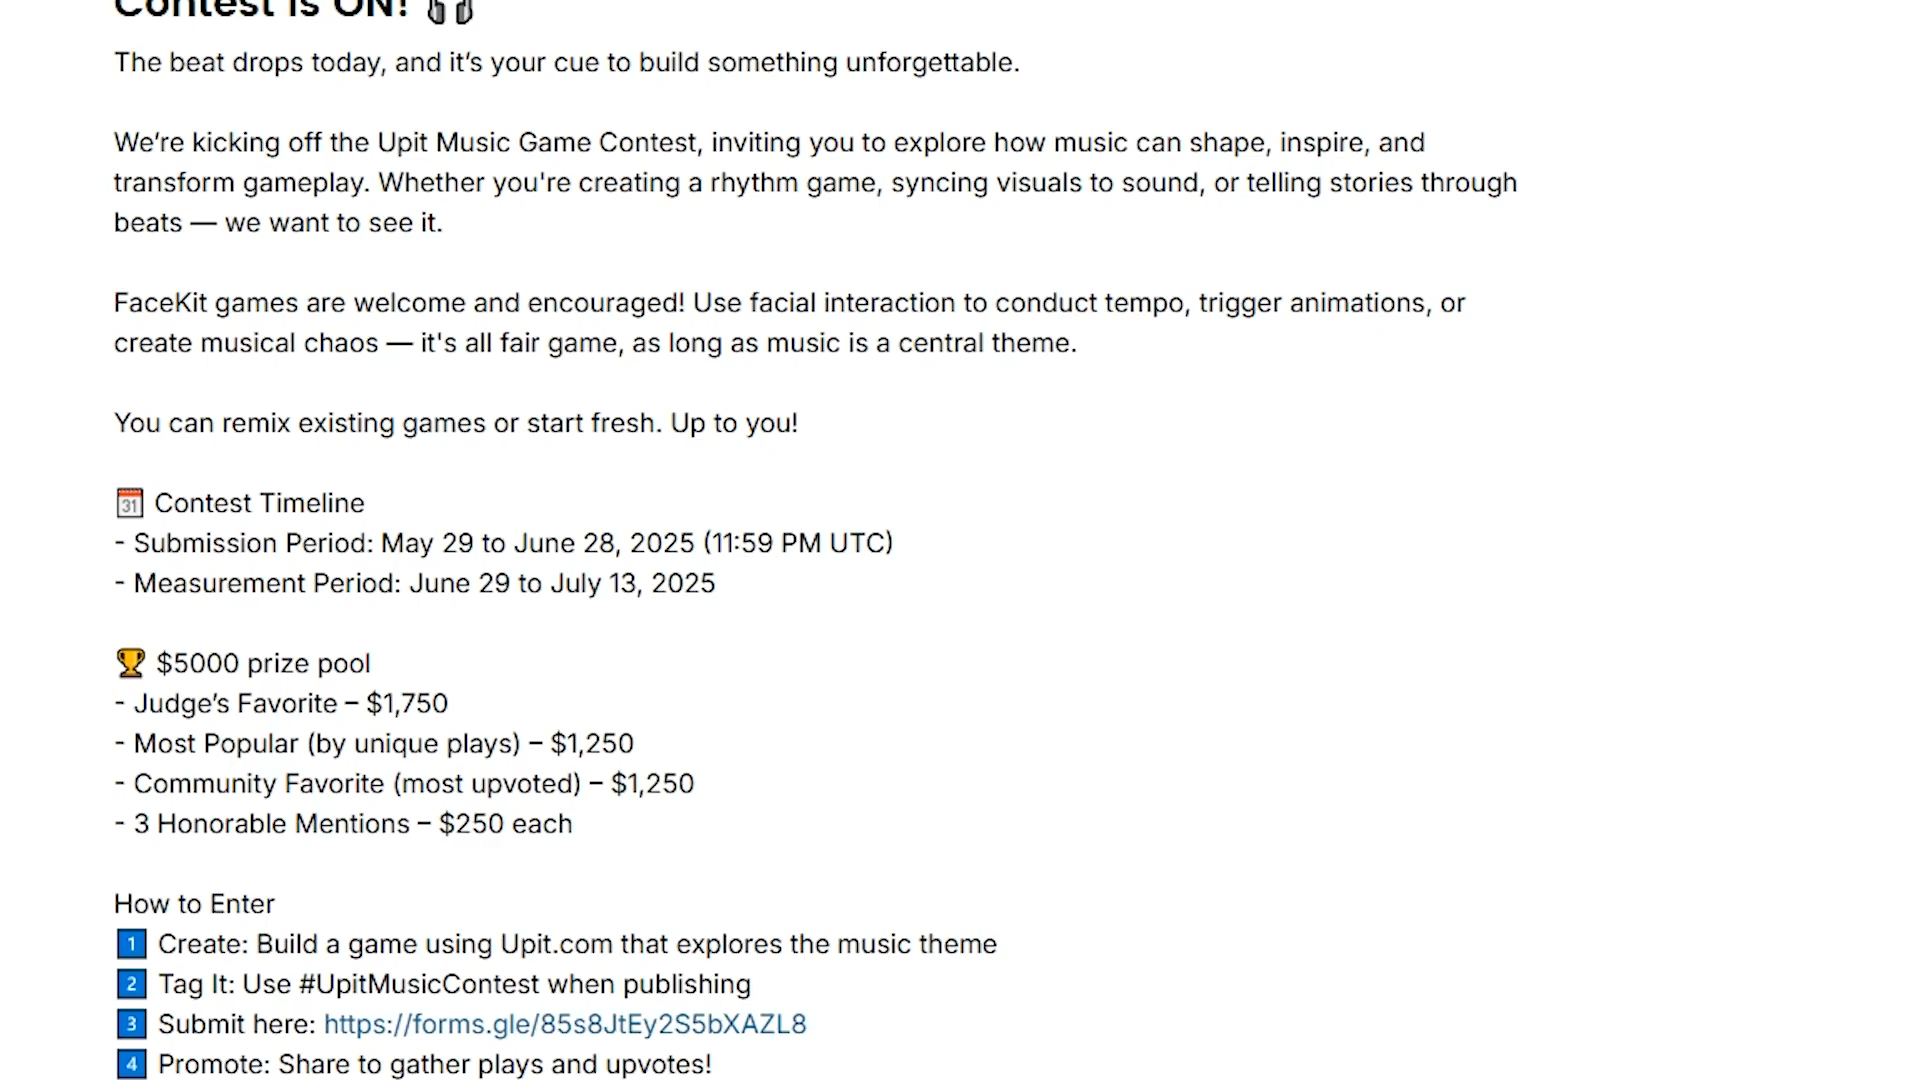 Contest is ON! 🎧
The beat drops today, and it’s your cue to build something unforgettable.
We’re kicking off the Upit Music Game Contest, inviting you to explore how music can shape, inspire, and
transform gameplay. Whether you're creating a rhythm game, syncing visuals to sound, or telling stories through
beats — we want to see it.
FaceKit games are welcome and encouraged! Use facial interaction to conduct tempo, trigger animations, or
create musical chaos — it's all fair game, as long as music is a central theme.
You can remix existing games or start fresh. Up to you!
📅 Contest Timeline
- Submission Period: May 29 to June 28, 2025 (11:59 PM UTC)
- Measurement Period: June 29 to July 13, 2025
🏆 $5000 prize pool
- Judge’s Favorite – $1,750
- Most Popular (by unique plays) – $1,250
- Community Favorite (most upvoted) – $1,250
- 3 Honorable Mentions – $250 each
How to Enter
1 Create: Build a game using Upit.com that explores the music theme
2 Tag It: Use #UpitMusicContest when publishing
3 Submit here: https://forms.gle/85s8JtEy2S5bXAZL8
4 Promote: Share to gather plays and upvotes!